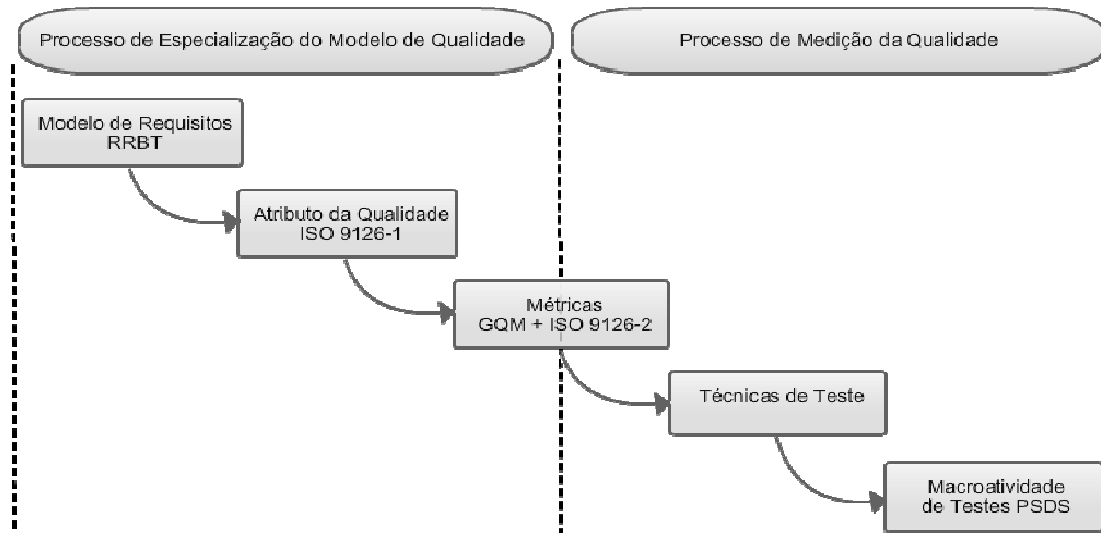 Processo de Especialização do Modelo de Qualidade
Processo de Medição da Qualidade
Modelo de Requisitos
RRBT
Atributo da Qualidade
ISO 9126-1
Métricas
GQM + ISO 9126-2
Técnicas de Teste
Macroatividade
de Testes PSDS